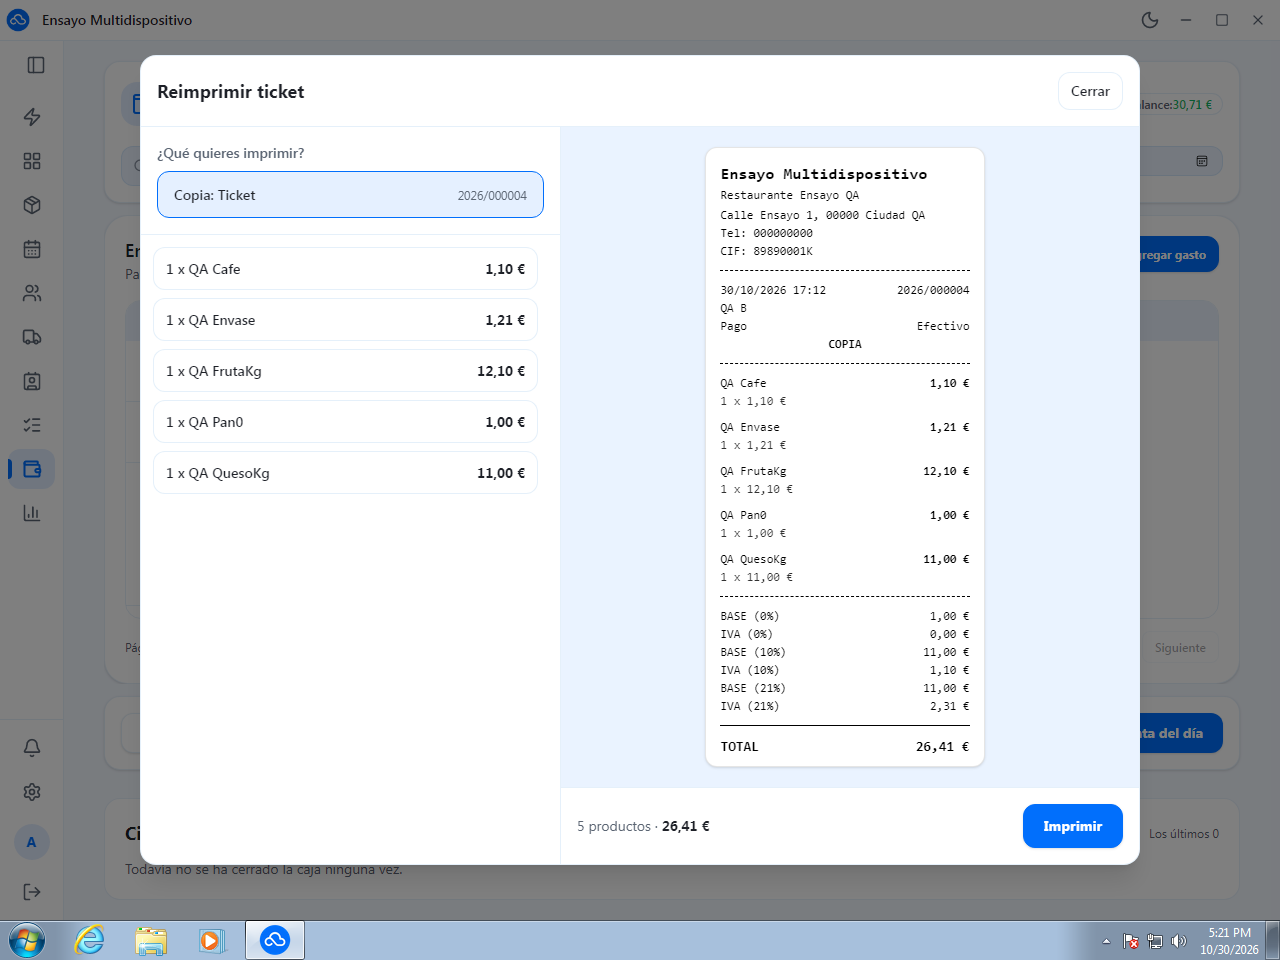 Ensayo Multidispositivo
Reimprimir ticket
Cerrar
lance:30,71 €
¿Qué quieres imprimir?
Copia: Ticket 2026/000004
1 x QA Cafe 1,10 €
1 x QA Envase 1,21 €
1 x QA FrutaKg 12,10 €
1 x QA Pan0 1,00 €
1 x QA QuesoKg 11,00 €
Ensayo Multidispositivo
Restaurante Ensayo QA
Calle Ensayo 1, 00000 Ciudad QA
Tel: 000000000
CIF: 89890001K
30/10/2026 17:12 2026/000004
QA B
Pago Efectivo
COPIA
QA Cafe 1,10 €
1 x 1,10 €
QA Envase 1,21 €
1 x 1,21 €
QA FrutaKg 12,10 €
1 x 12,10 €
QA Pan0 1,00 €
1 x 1,00 €
QA QuesoKg 11,00 €
1 x 11,00 €
BASE (0%) 1,00 €
IVA (0%) 0,00 €
BASE (10%) 11,00 €
IVA (10%) 1,10 €
BASE (21%) 11,00 €
IVA (21%) 2,31 €
TOTAL 26,41 €
5 productos · 26,41 €
Imprimir
regar gasto
Siguiente
ta del día
Los últimos 0
Todavía no se ha cerrado la caja ninguna vez.
A
5:21 PM
10/30/2026